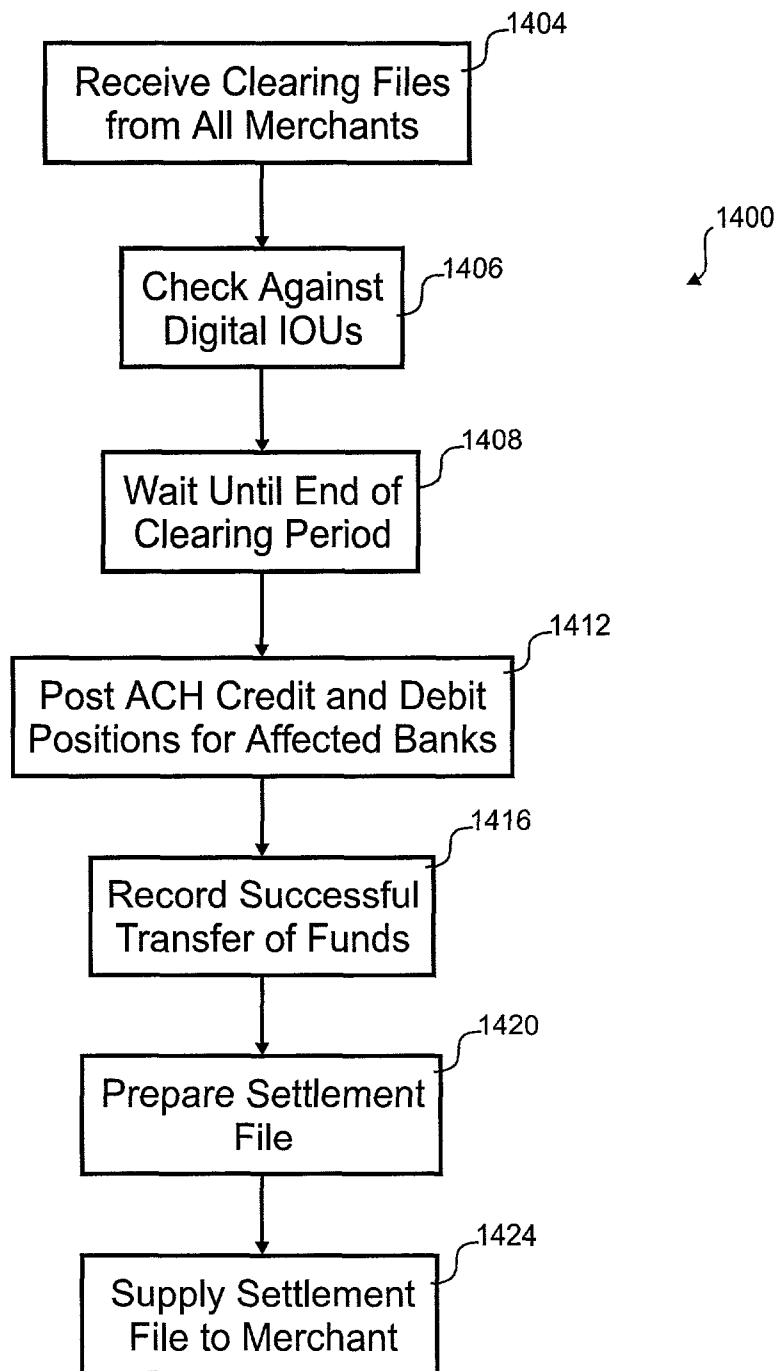 1404
Receive Clearing Files
from All Merchants
1400
1406
Check Against
Digital IOUs
1408
Wait Until End of
Clearing Period
1412
Post ACH Credit and Debit
Positions for Affected Banks
1416
Record Successful
Transfer of Funds
1420
Prepare Settlement
File
1424
Supply Settlement
File to Merchant